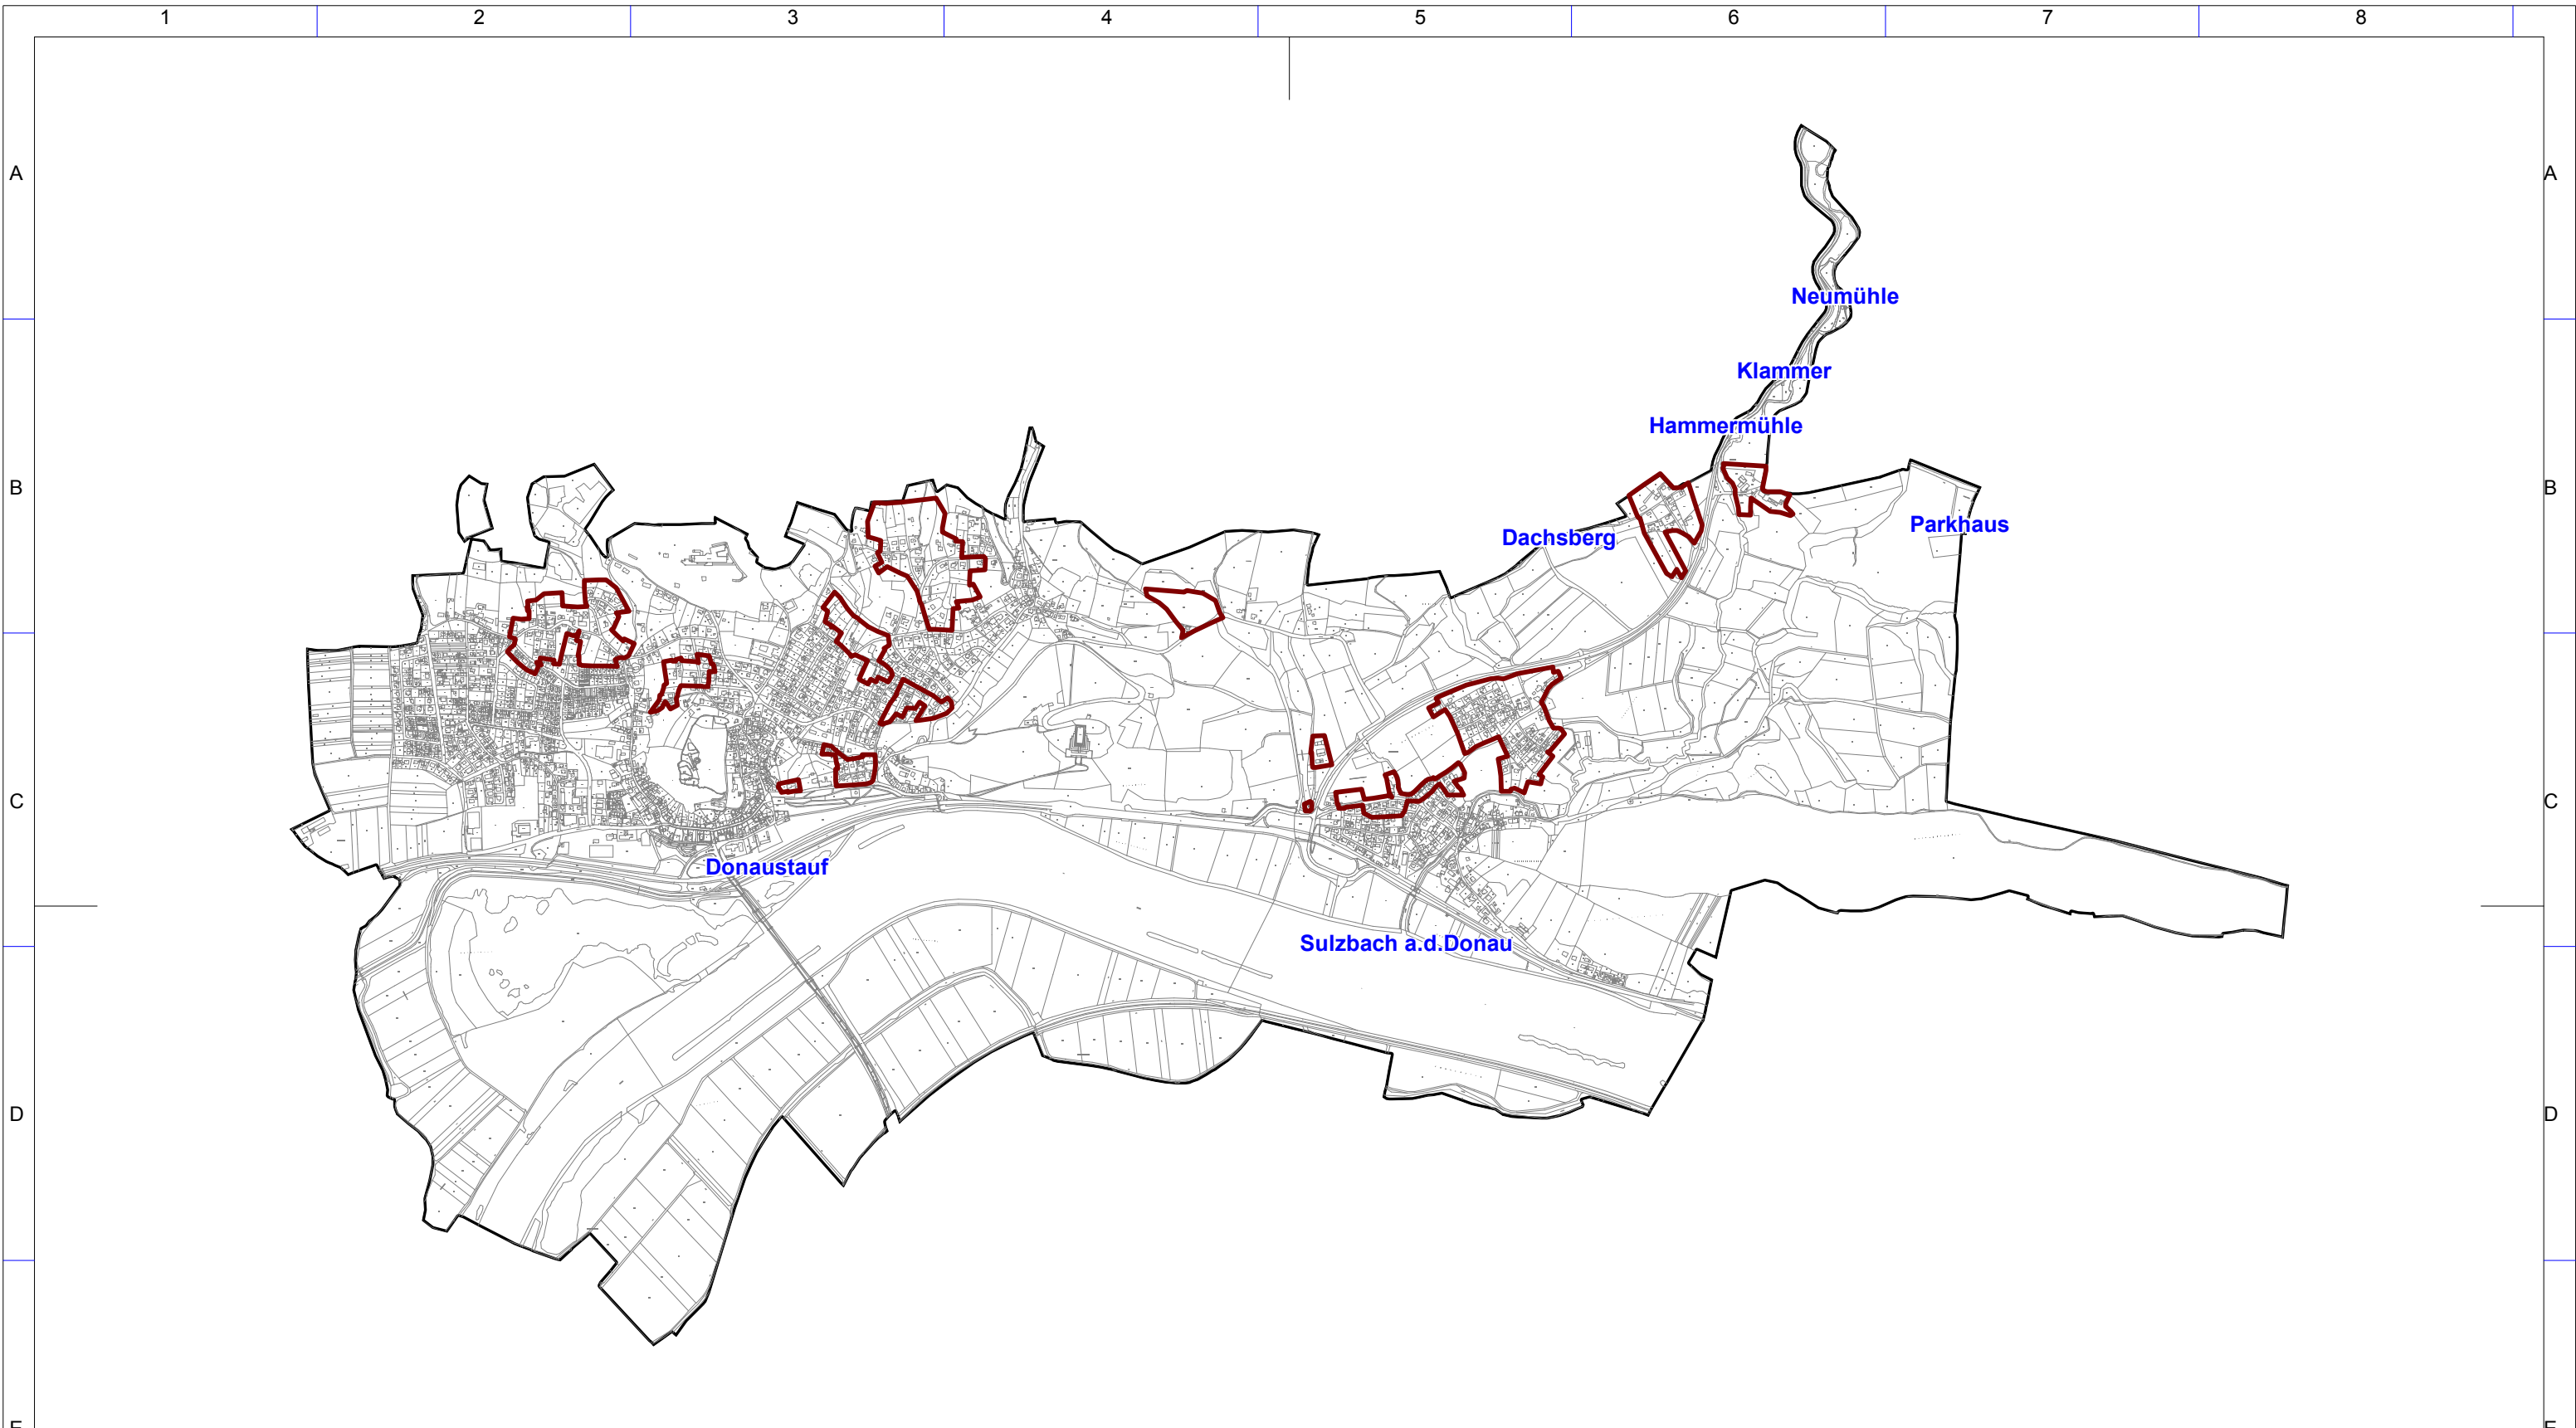 1 2 3 4 5 6 7 8
A A
Neumühle
Klammer
Hammermühle
B B
Parkhaus
Dachsberg
C C
Donaustauf
Sulzbach a.d.Donau
D D